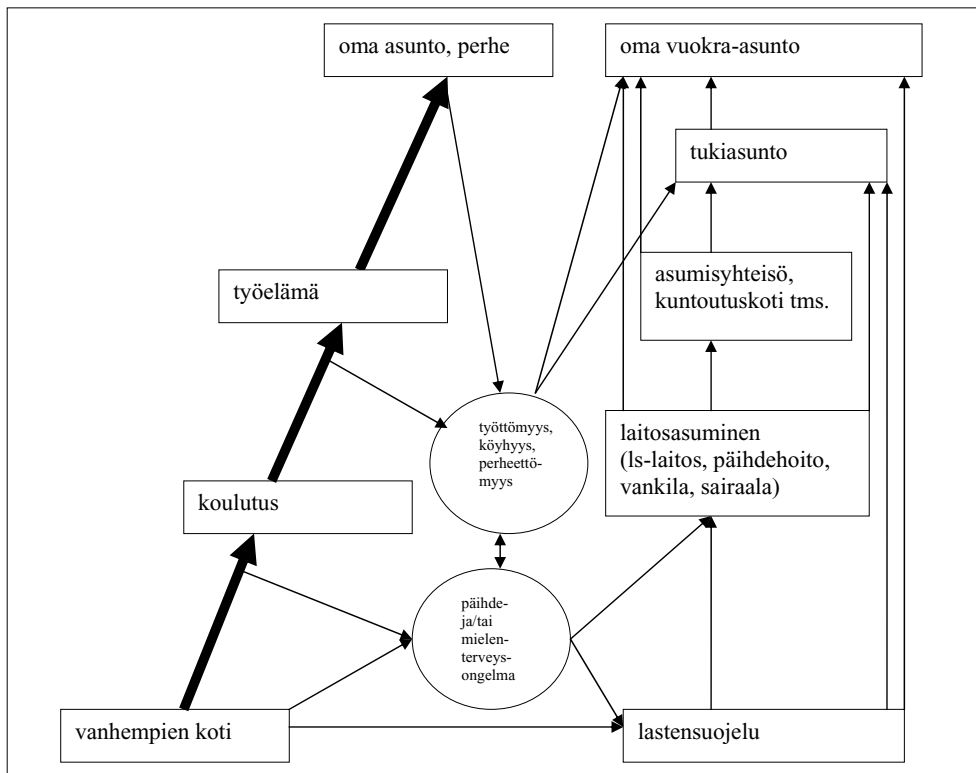 oma asunto, perhe
oma vuokra-asunto
tukiasunto
työelämä
asumisyhteisö,
kuntoutuskoti tms.
työttömyys,
köyhyys,
perheettö-
myys
laitosasuminen
(ls-laitos, päihdehoito,
vankila, sairaala)
koulutus
päihde-
ja/tai
mielen-
terveys-
ongelma
vanhempien koti
lastensuojelu